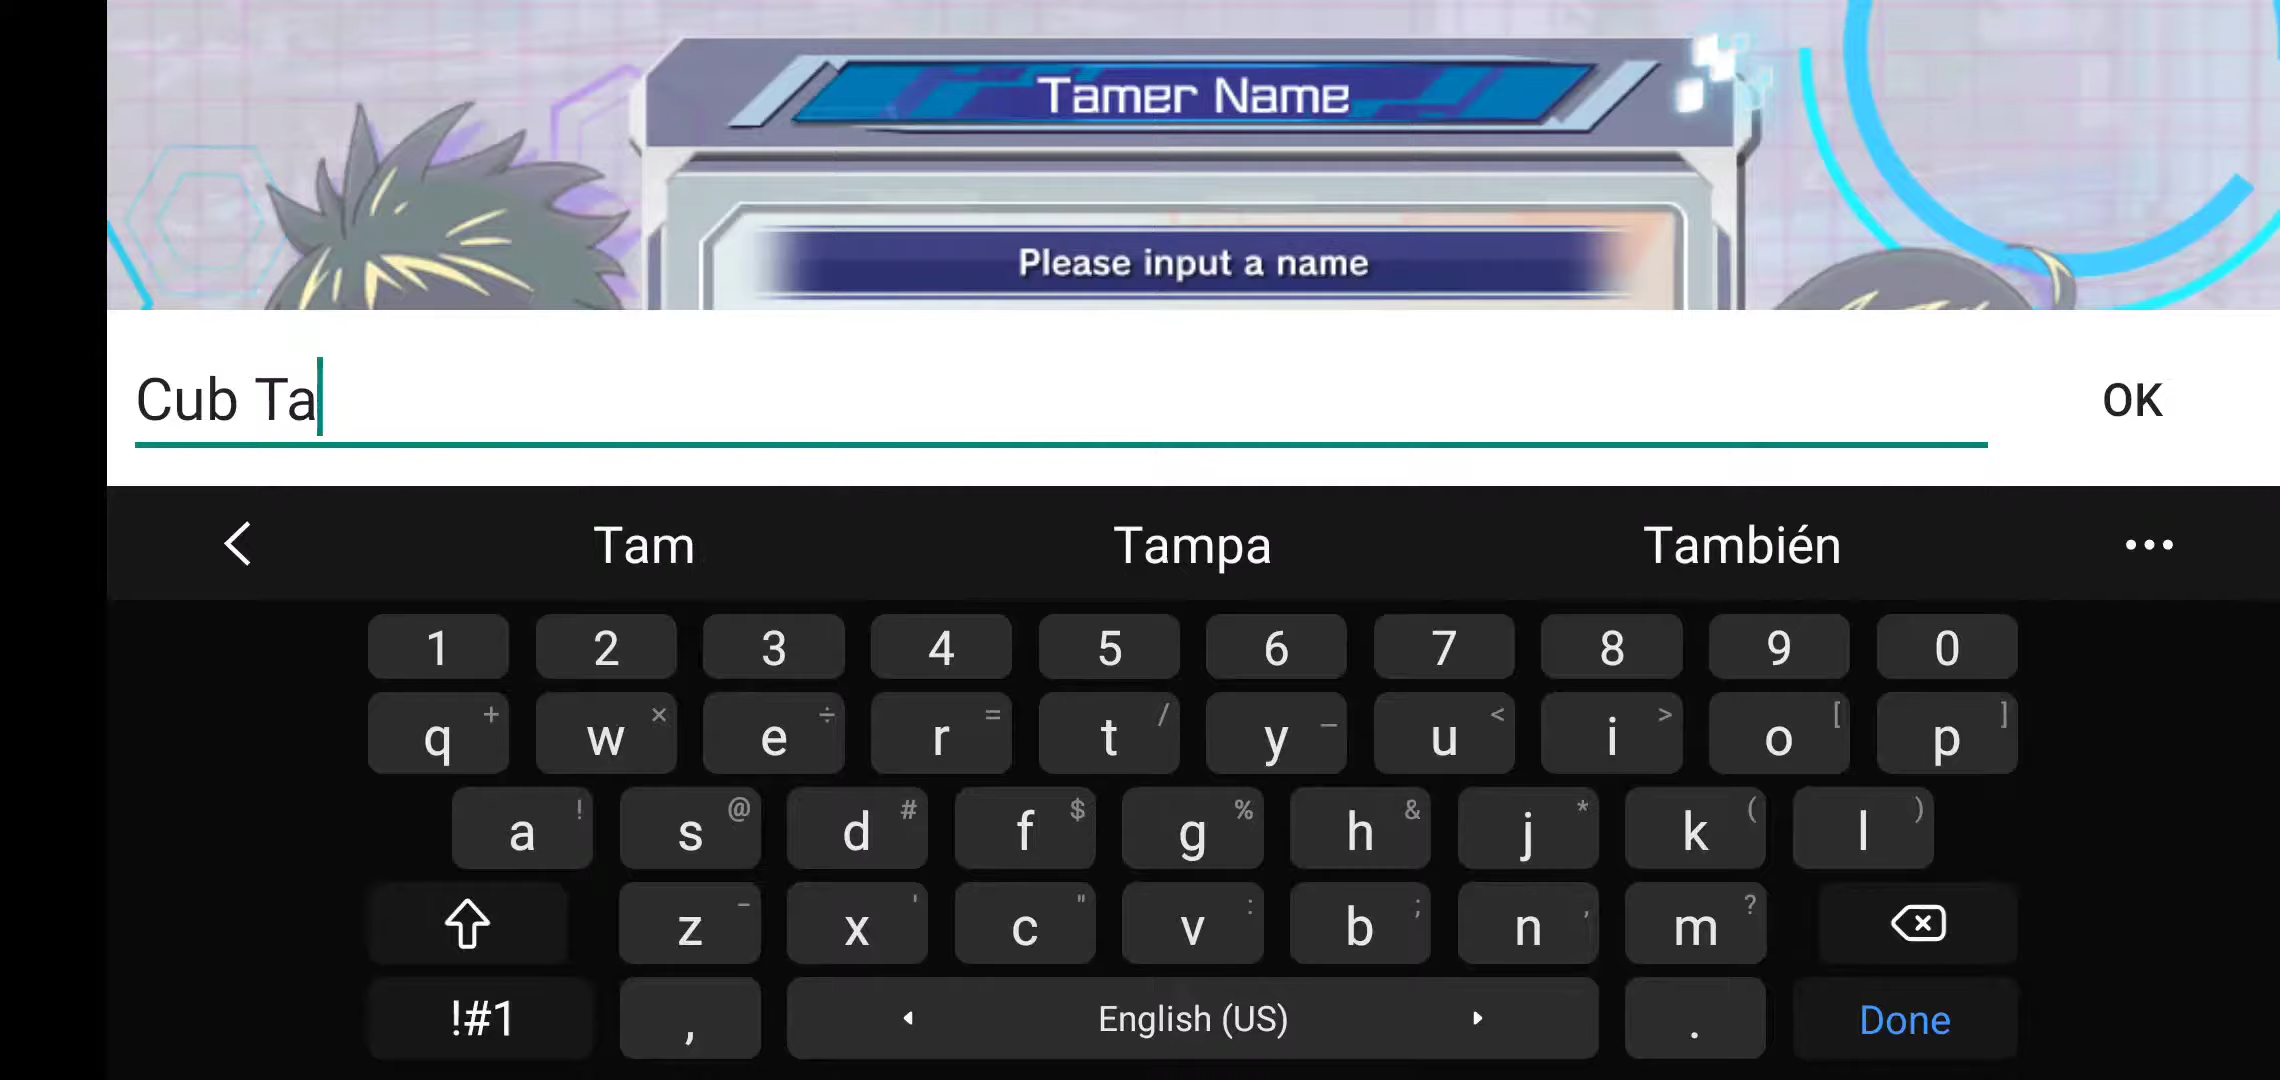 Tamer Name
Please input a name
Cub Ta
OK
Tam Tampa También
1 2 3 4 5 6 7 8 9 0
q + w × e ÷ r = t / y _ u < i > o [ p ]
a ! s @ d # f $ g % h & j * k ( l )
z - x ' c " v : b ; n , m ?
!#1 , English (US) . Done